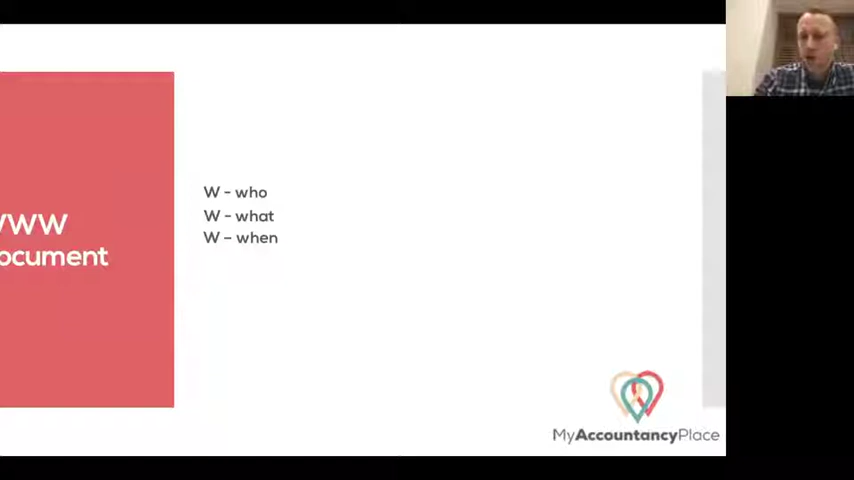 WWW
ocument
W - who
W - what
W – when
MyAccountancyPlace